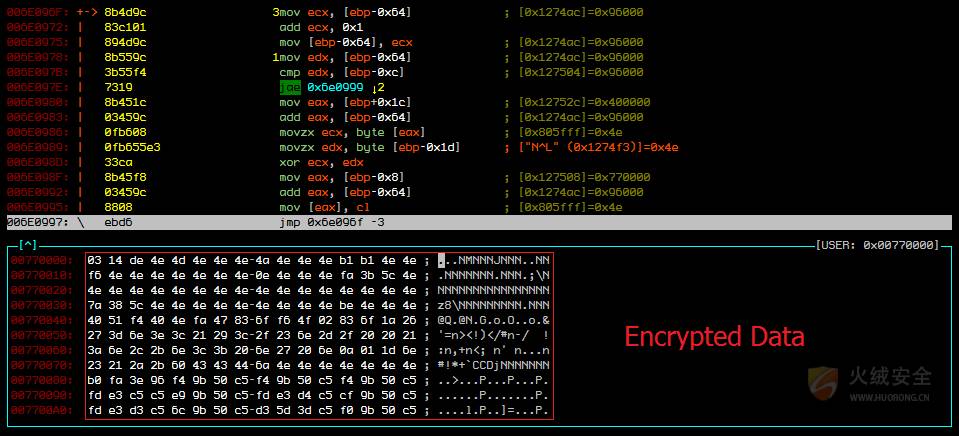 006E096F: +-> 8b4d9c 3mov ecx, [ebp-0x64] ; [0x1274ac]=0x96000
006E0972: | 83c101 add ecx, 0x1
006E0975: | 894d9c mov [ebp-0x64], ecx ; [0x1274ac]=0x96000
006E0978: | 8b559c 1mov edx, [ebp-0x64] ; [0x1274ac]=0x96000
006E097B: | 3b55f4 cmp edx, [ebp-0xc] ; [0x127504]=0x96000
006E097E: | 7319 jae 0x6e0999 ↓2
006E0980: | 8b451c mov eax, [ebp+0x1c] ; [0x12752c]=0x400000
006E0983: | 03459c add eax, [ebp-0x64] ; [0x1274ac]=0x96000
006E0986: | 0fb608 movzx ecx, byte [eax] ; [0x805fff]=0x4e
006E0989: | 0fb655e3 movzx edx, byte [ebp-0x1d] ; ["N^L" (0x1274f3)]=0x4e
006E098D: | 33ca xor ecx, edx
006E098F: | 8b45f8 mov eax, [ebp-0x8] ; [0x127508]=0x770000
006E0992: | 03459c add eax, [ebp-0x64] ; [0x1274ac]=0x96000
006E0995: | 8808 mov [eax], cl ; [0x805fff]=0x4e
006E0997: \ ebd6 jmp 0x6e096f -3
[^] [USER: 0x00770000]
00770000: 03 14 de 4e 4d 4e 4e 4e-4a 4e 4e 4e b1 b1 4e 4e ; ...NMNNNJNNN..NN
00770010: f6 4e 4e 4e 4e 4e 4e 4e-0e 4e 4e 4e fa 3b 5c 4e ; .NNNNNNN.NNN.;\N
00770020: 4e 4e 4e 4e 4e 4e 4e 4e-4e 4e 4e 4e 4e 4e 4e 4e ; NNNNNNNNNNNNNNNN
00770030: 7a 38 5c 4e 4e 4e 4e 4e-4e 4e 4e 4e be 4e 4e 4e ; z8\NNNNNNNNN.NNN
00770040: 40 51 f4 40 4e fa 47 83-6f f6 4f 02 83 6f 1a 26 ; @Q.@N.G.o.O..o.&
00770050: 27 3d 6e 3e 3c 21 29 3c-2f 23 6e 2d 2f 20 20 21 ; '=n><!)</#n-/  !
00770060: 3a 6e 2c 2b 6e 3c 3b 20-6e 27 20 6e 0a 01 1d 6e ; :n,+n<; n' n...n
00770070: 23 21 2a 2b 60 43 43 44-6a 4e 4e 4e 4e 4e 4e 4e ; #!*+`CCDjNNNNNNN
00770080: b0 fa 3e 96 f4 9b 50 c5-f4 9b 50 c5 f4 9b 50 c5 ; ..>...P...P...P.
00770090: fd e3 c5 c5 e9 9b 50 c5-fd e3 d4 c5 cf 9b 50 c5 ; ......P.......P.
007700A0: fd e3 d3 c5 6c 9b 50 c5-d3 5d 3d c5 f0 9b 50 c5 ; ....l.P..]=...P.
Encrypted Data
火绒安全
WWW.HUORONG.CN